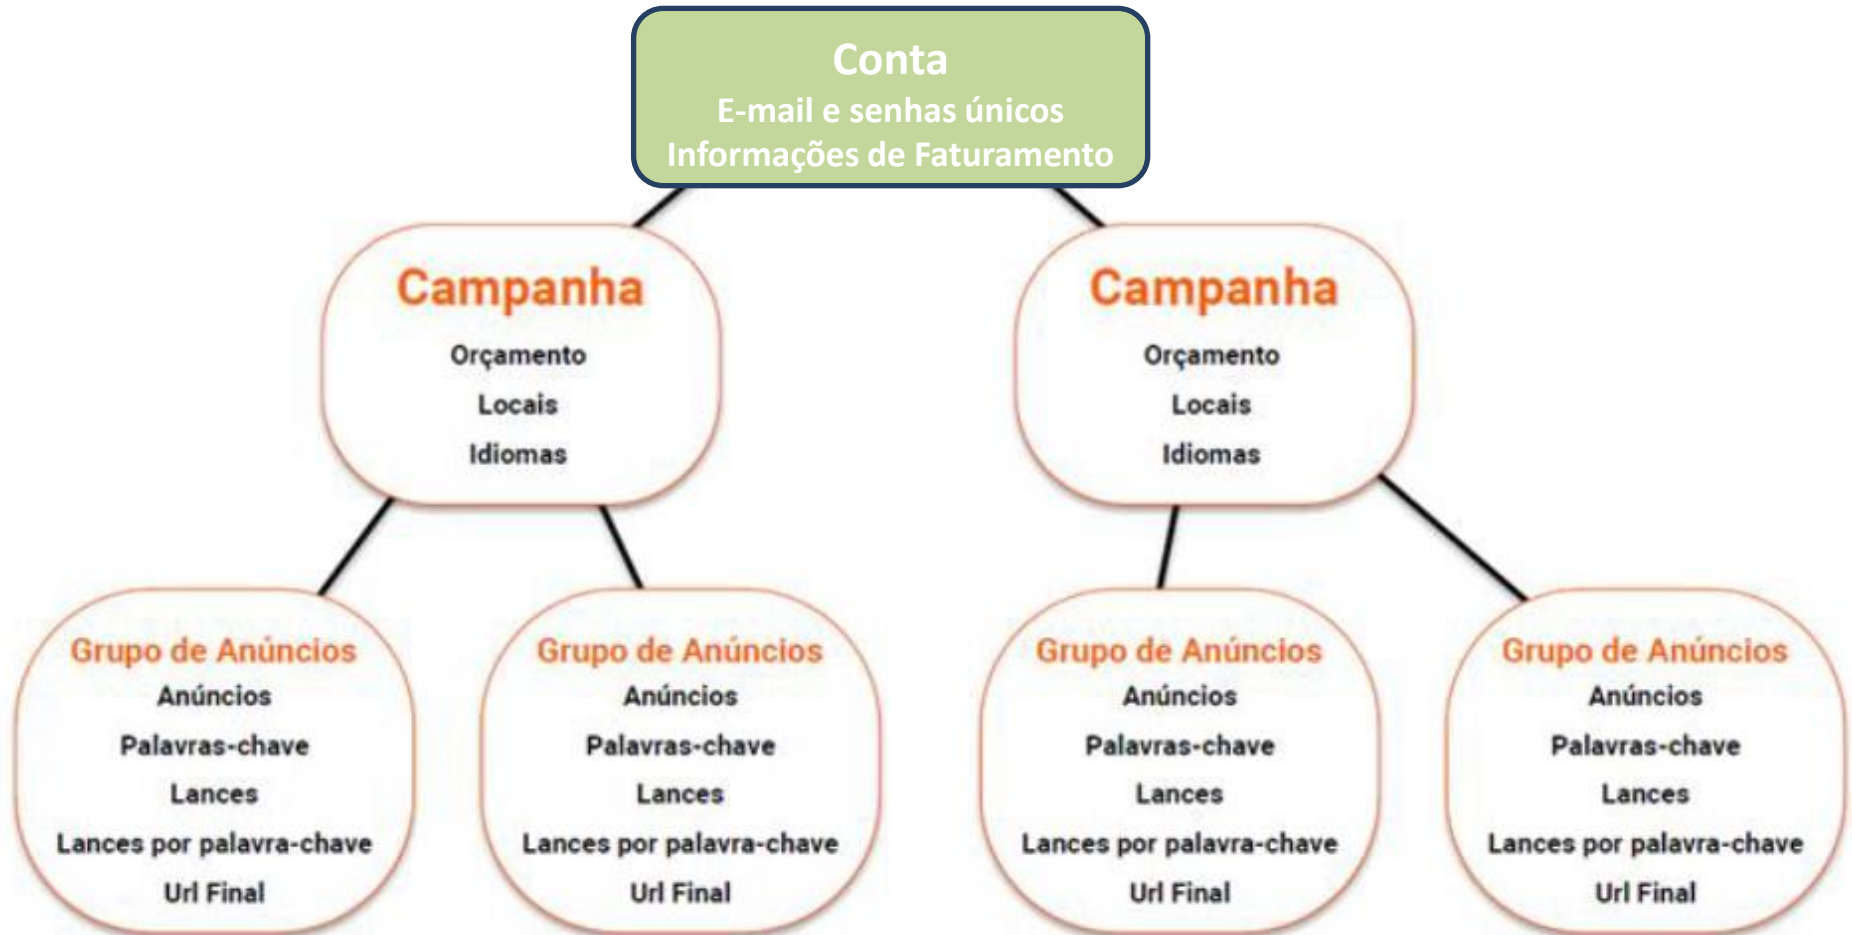 Conta
E-mail e senhas únicos
Informações de Faturamento
Campanha
Orçamento
Locais
Idiomas
Campanha
Orçamento
Locais
Idiomas
Grupo de Anúncios
Anúncios
Palavras-chave
Lances
Lances por palavra-chave
Url Final
Grupo de Anúncios
Anúncios
Palavras-chave
Lances
Lances por palavra-chave
Url Final
Grupo de Anúncios
Anúncios
Palavras-chave
Lances
Lances por palavra-chave
Url Final
Grupo de Anúncios
Anúncios
Palavras-chave
Lances
Lances por palavra-chave
Url Final